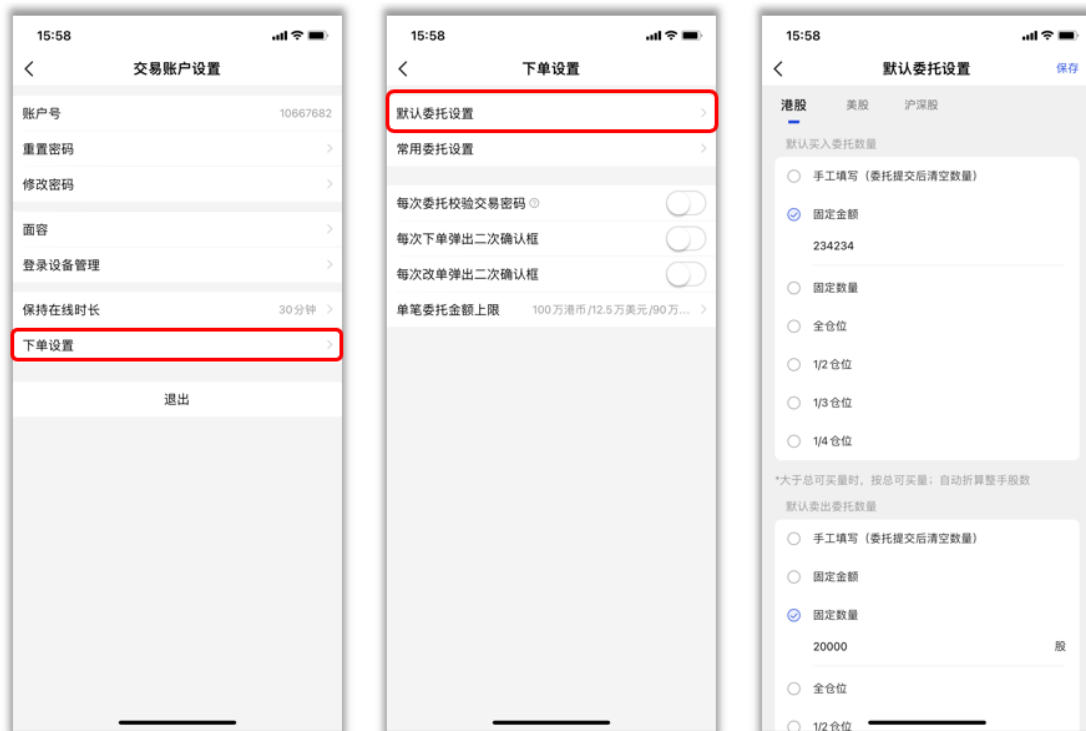 15:58
交易账户设置
账户号 10667682
重置密码
修改密码
面容
登录设备管理
保持在线时长 30分钟
下单设置
退出
15:58
下单设置
默认委托设置
常用委托设置
每次委托校验交易密码
每次下单弹出二次确认框
每次改单弹出二次确认框
单笔委托金额上限 100万港币/12.5万美元/90万...
15:58
默认委托设置 保存
港股 美股 沪深股
默认买入委托数量
手工填写（委托提交后清空数量）
固定金额
234234
固定数量
全仓位
1/2仓位
1/3仓位
1/4仓位
*大于总可买量时，按总可买量；自动折算整手股数
默认卖出委托数量
手工填写（委托提交后清空数量）
固定金额
固定数量
20000 股
全仓位
1/2仓位